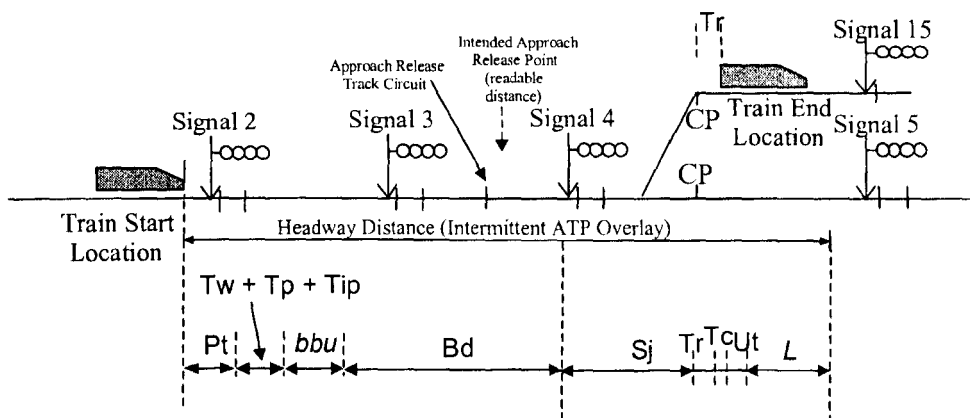 Tr
Signal 15
Intended Approach
Release Point
(readable
distance)
Approach Release
Track Circuit
Signal 2
Signal 3
Signal 4
CP
Train End
Location
Signal 5
CP
Train Start
Location
Headway Distance (Intermittent ATP Overlay)
Tw + Tp + Tip
Pt
bbu
Bd
Sj
Tr
Tc
Ut
L